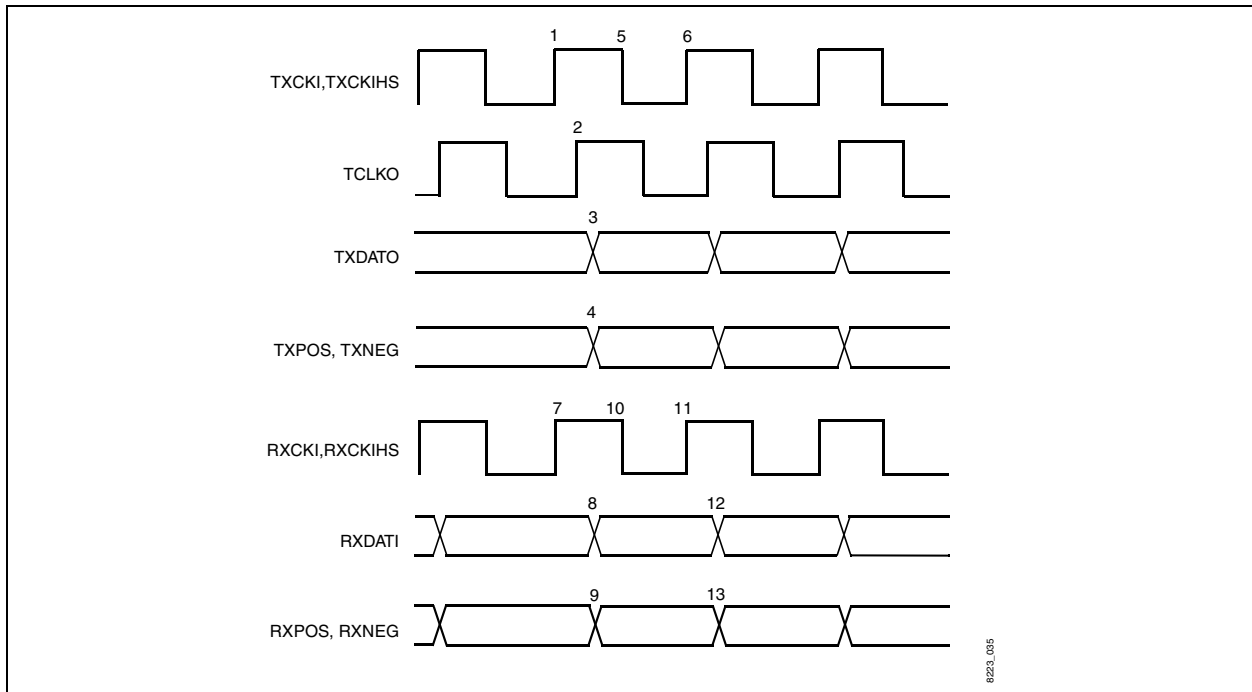 1 5 6
TXCKI,TXCKIHS
2
TCLKO
3
TXDATO
4
TXPOS, TXNEG
7 10 11
RXCKI,RXCKIHS
8 12
RXDATI
9 13
RXPOS, RXNEG
8223_035